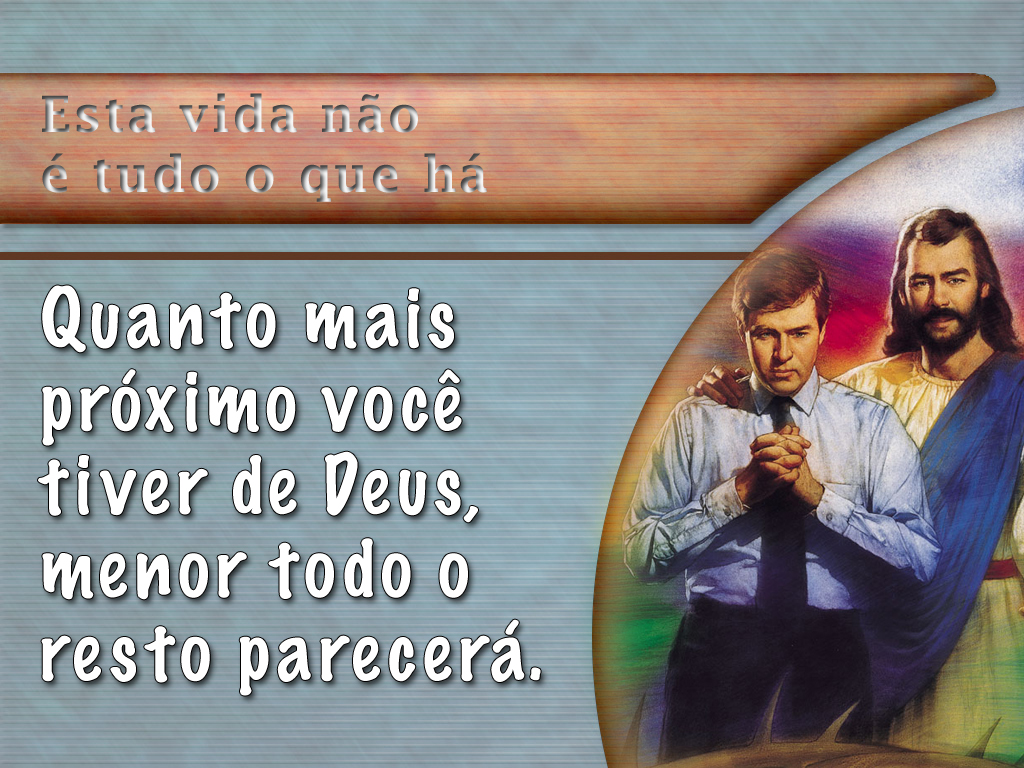 Esta vida não
é tudo o que há
Quanto mais
próximo você
tiver de Deus,
menor todo o
resto parecerá.